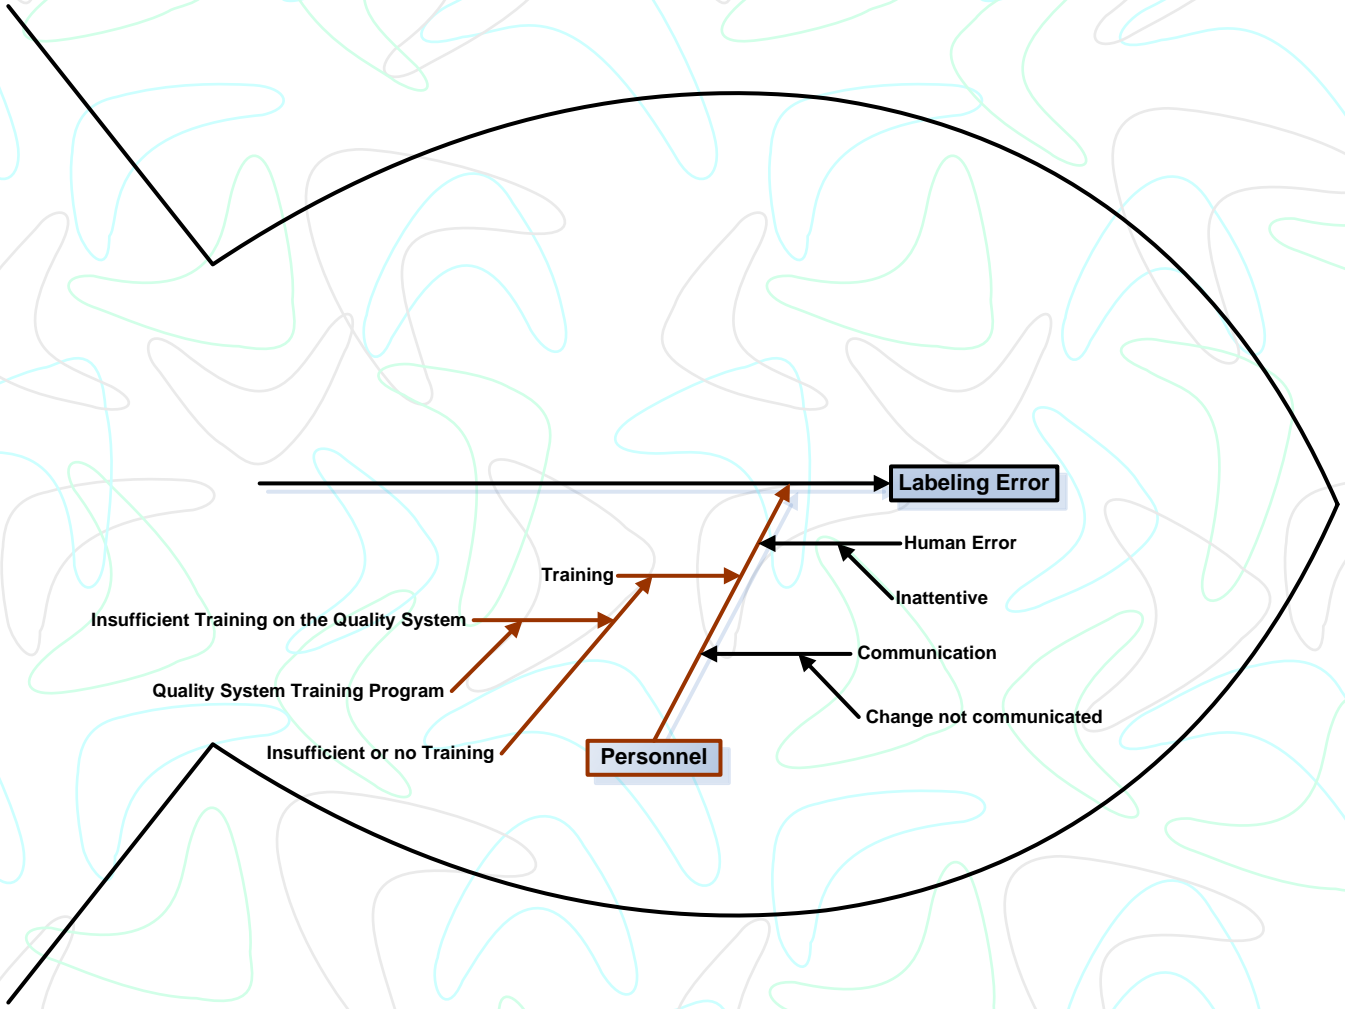 Labeling Error
Human Error
Training
Inattentive
Insufficient Training on the Quality System
Communication
Quality System Training Program
Change not communicated
Insufficient or no Training
Personnel